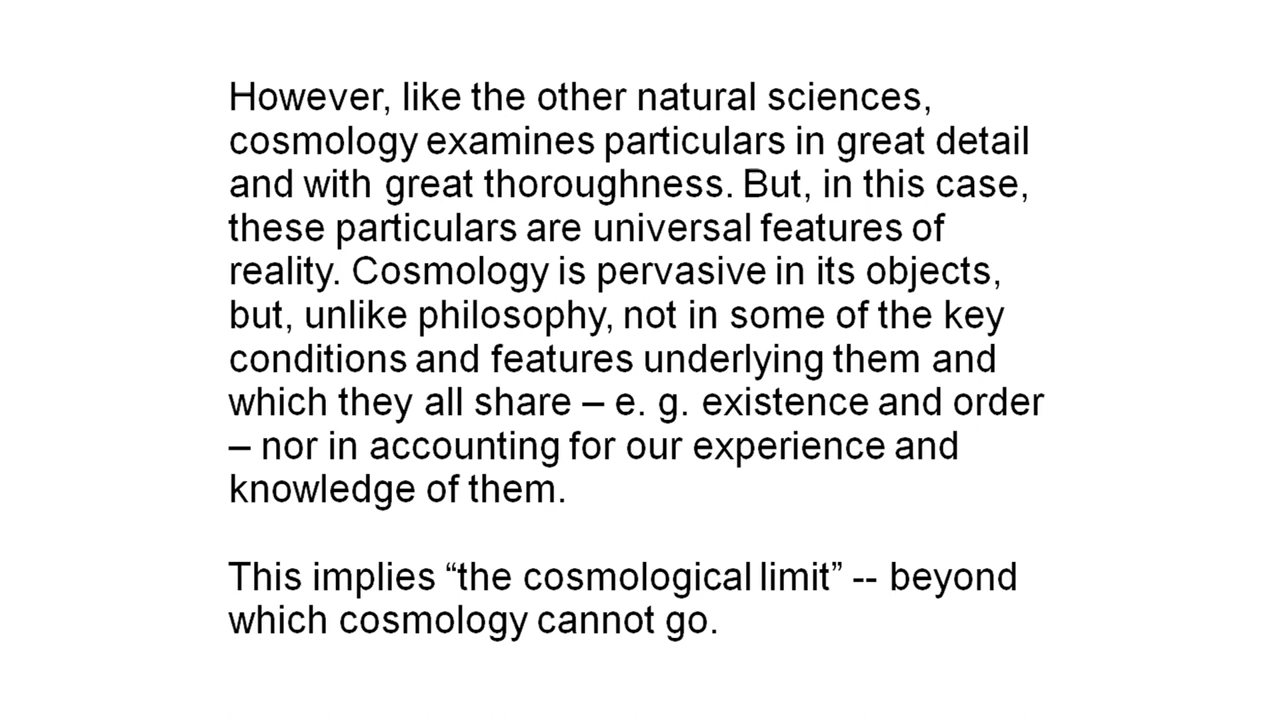 However, like the other natural sciences,
cosmology examines particulars in great detail
and with great thoroughness. But, in this case,
these particulars are universal features of
reality. Cosmology is pervasive in its objects,
but, unlike philosophy, not in some of the key
conditions and features underlying them and
which they all share – e. g. existence and order
– nor in accounting for our experience and
knowledge of them.
This implies “the cosmological limit” -- beyond
which cosmology cannot go.